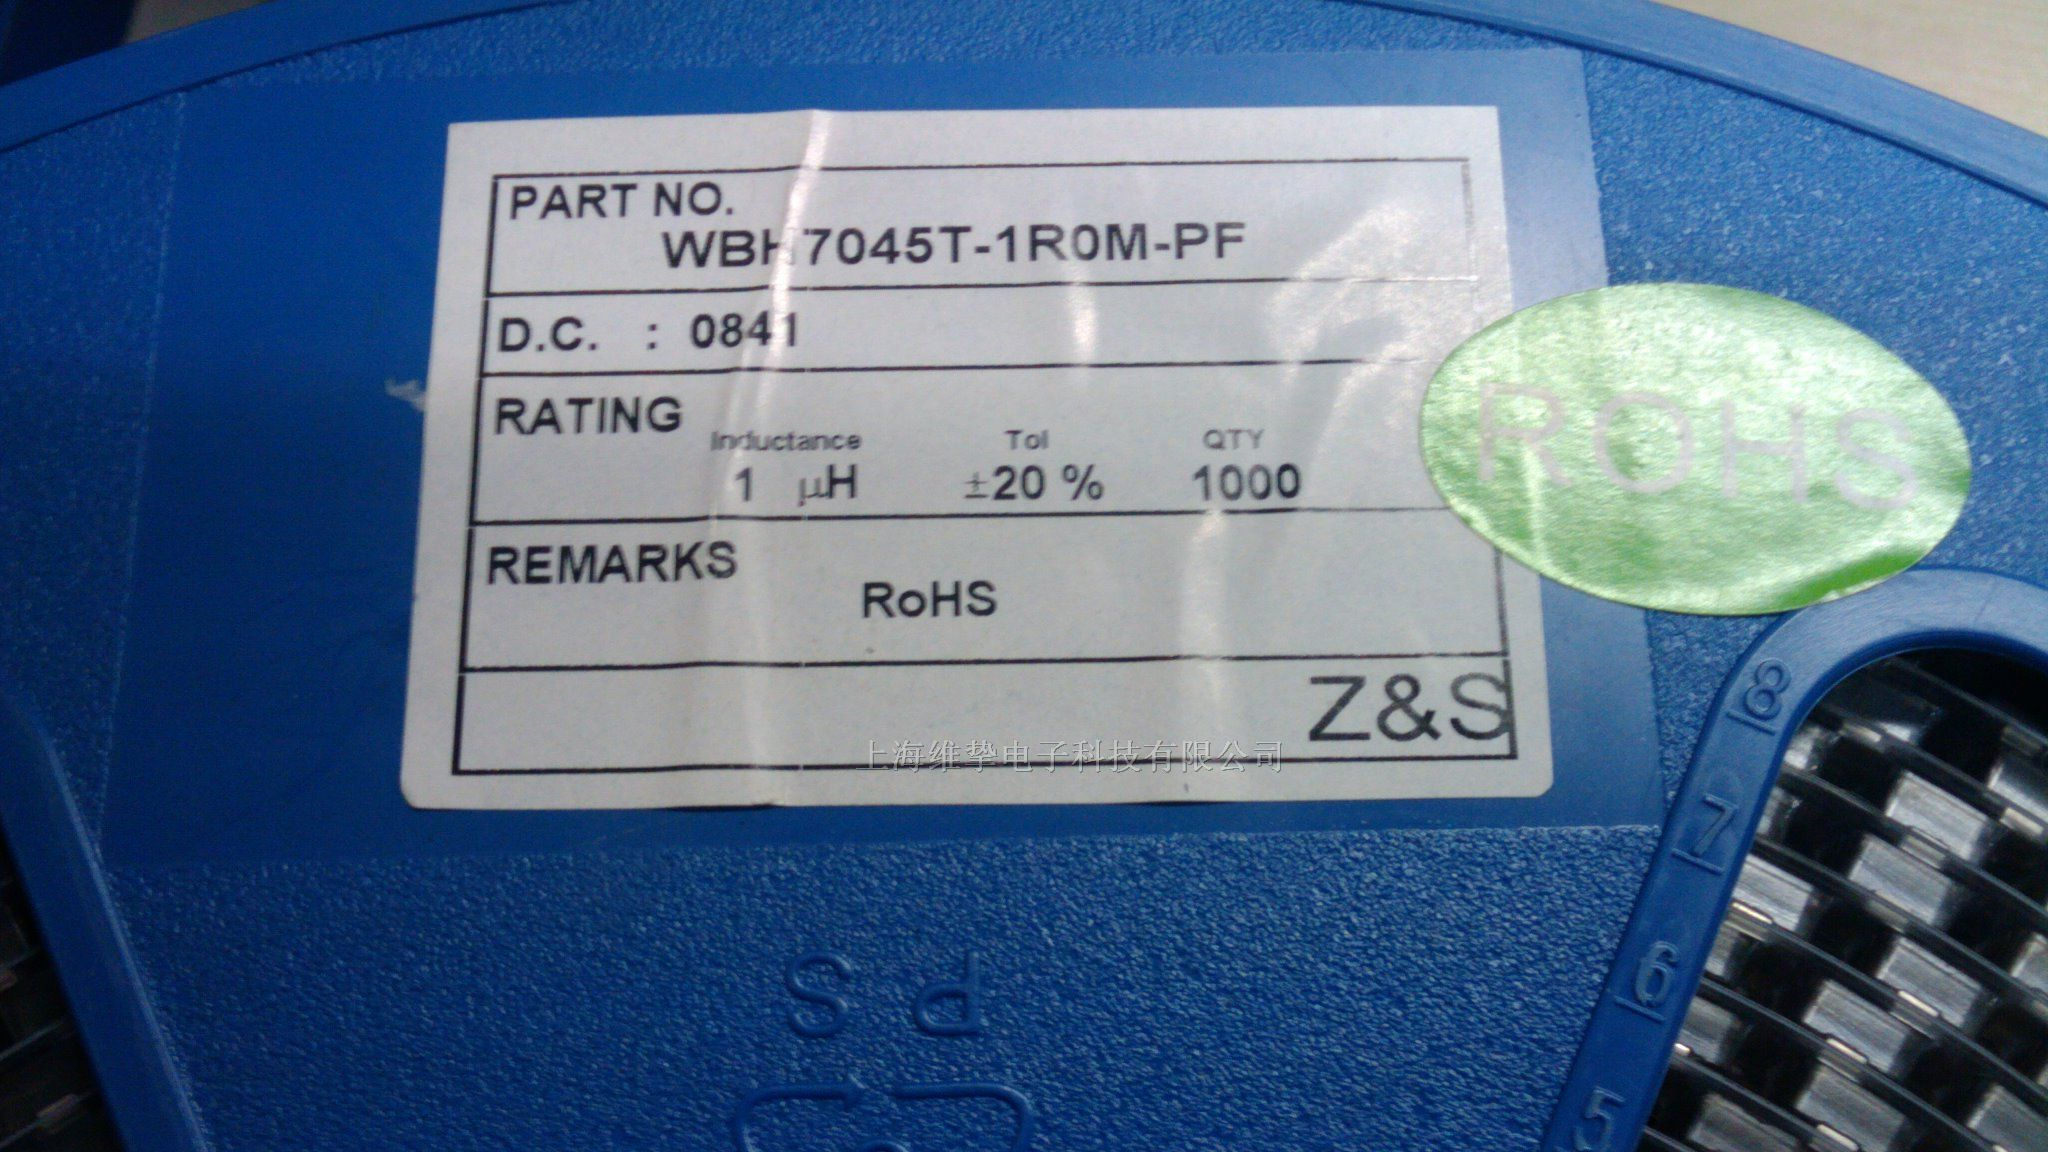 PART NO.
WBH7045T-1R0M-PF
D.C. : 0841
RATING
Inductance Tol QTY
1 μH ±20 % 1000
REMARKS
RoHS
Z&S
上海维挚电子科技有限公司
ROHS
8
7
6
5
PS